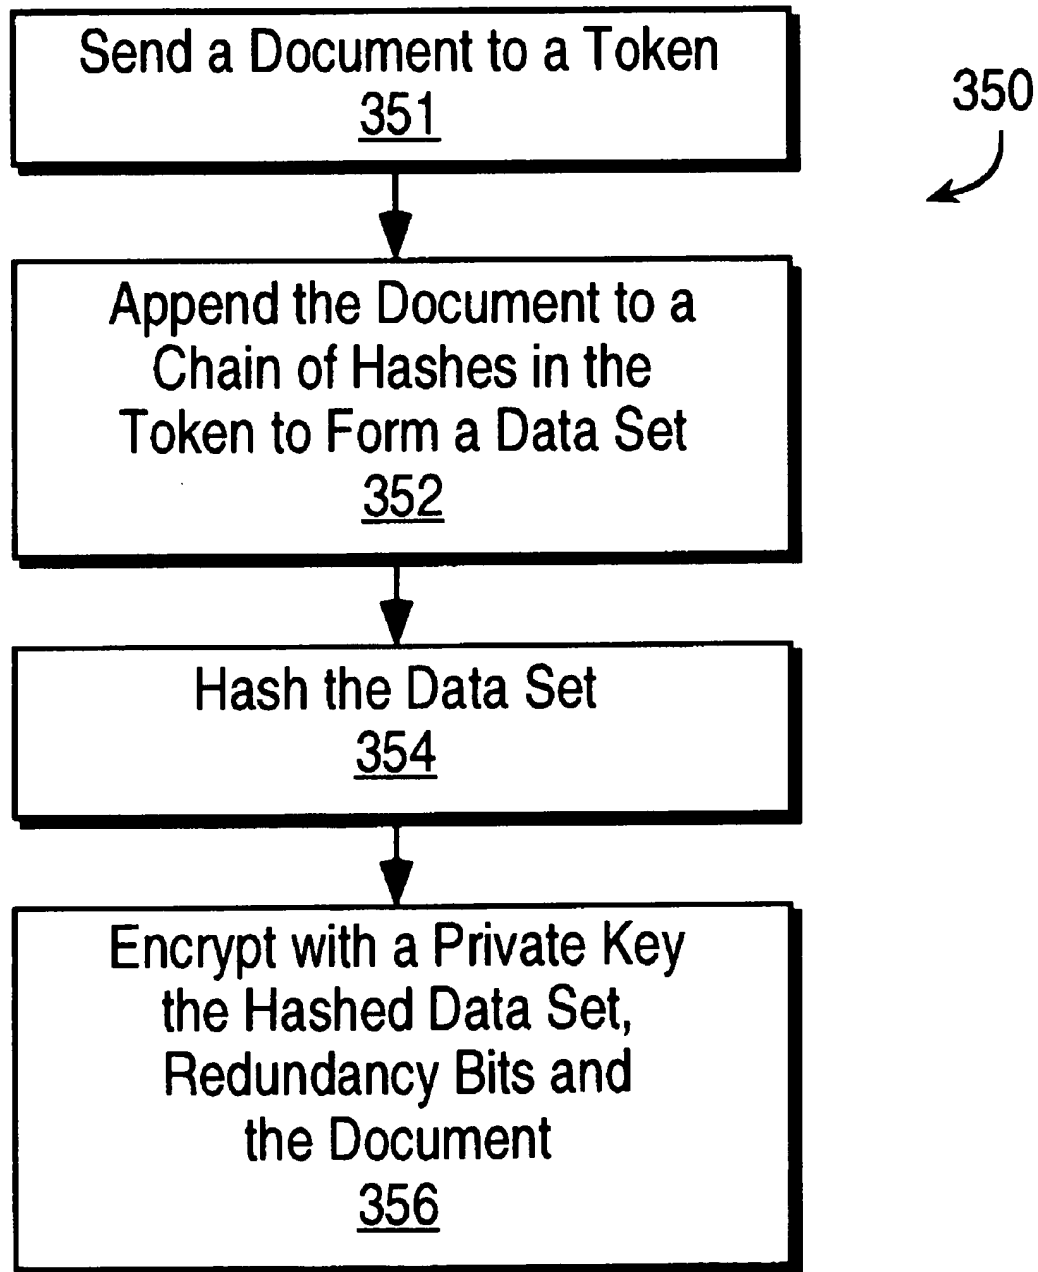 Send a Document to a Token
351
350
Append the Document to a
Chain of Hashes in the
Token to Form a Data Set
352
Hash the Data Set
354
Encrypt with a Private Key
the Hashed Data Set,
Redundancy Bits and
the Document
356